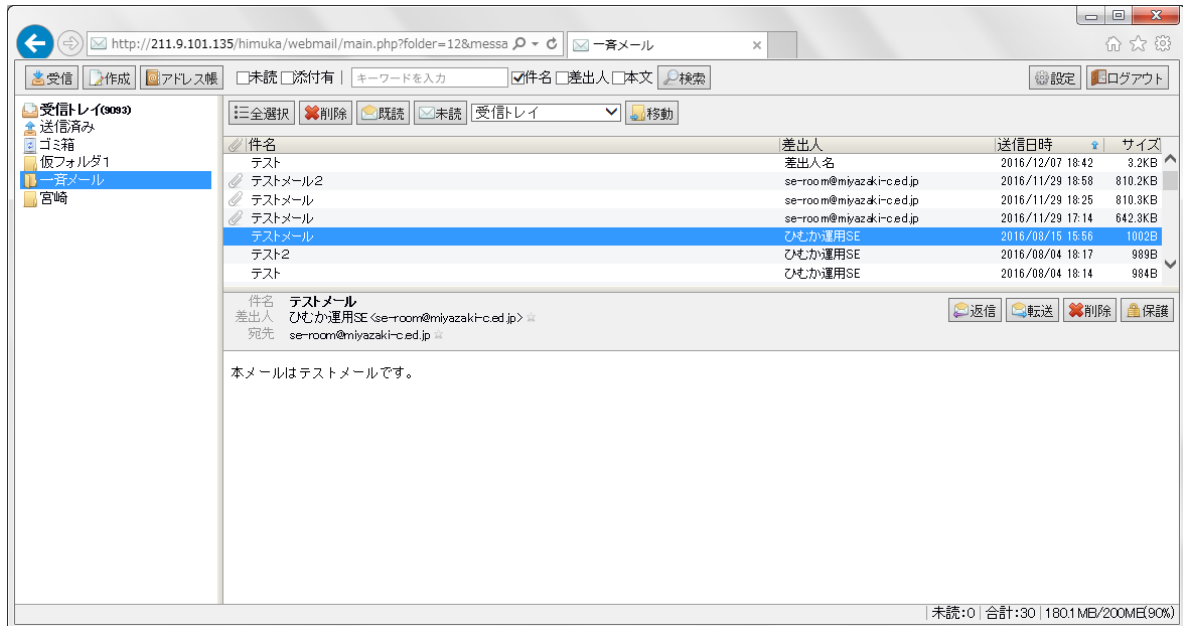 http://211.9.101.135/himuka/webmail/main.php?folder=12&messa 一斉メール
受信 作成 アドレス帳 未読 添付有 | キーワードを入力 件名 差出人 本文 検索 設定 ログアウト
受信トレイ(9093)
送信済み
ゴミ箱
仮フォルダ1
一斉メール
宮崎
全選択 削除 既読 未読 受信トレイ 移動
件名 差出人 送信日時 サイズ
テスト 差出人名 2016/12/07 18:42 3.2KB
テストメール2 se-room@miyazaki-c.ed.jp 2016/11/29 18:58 810.2KB
テストメール se-room@miyazaki-c.ed.jp 2016/11/29 18:25 810.3KB
テストメール se-room@miyazaki-c.ed.jp 2016/11/29 17:14 642.3KB
テストメール ひむか運用SE 2016/08/15 15:56 1002B
テスト2 ひむか運用SE 2016/08/04 18:17 989B
テスト ひむか運用SE 2016/08/04 18:14 984B
件名 テストメール
差出人 ひむか運用SE<se-room@miyazaki-c.ed.jp>
宛先 se-room@miyazaki-c.ed.jp
返信 転送 削除 保護
本メールはテストメールです。
未読:0 合計:30 180.1MB/200MB(90%)